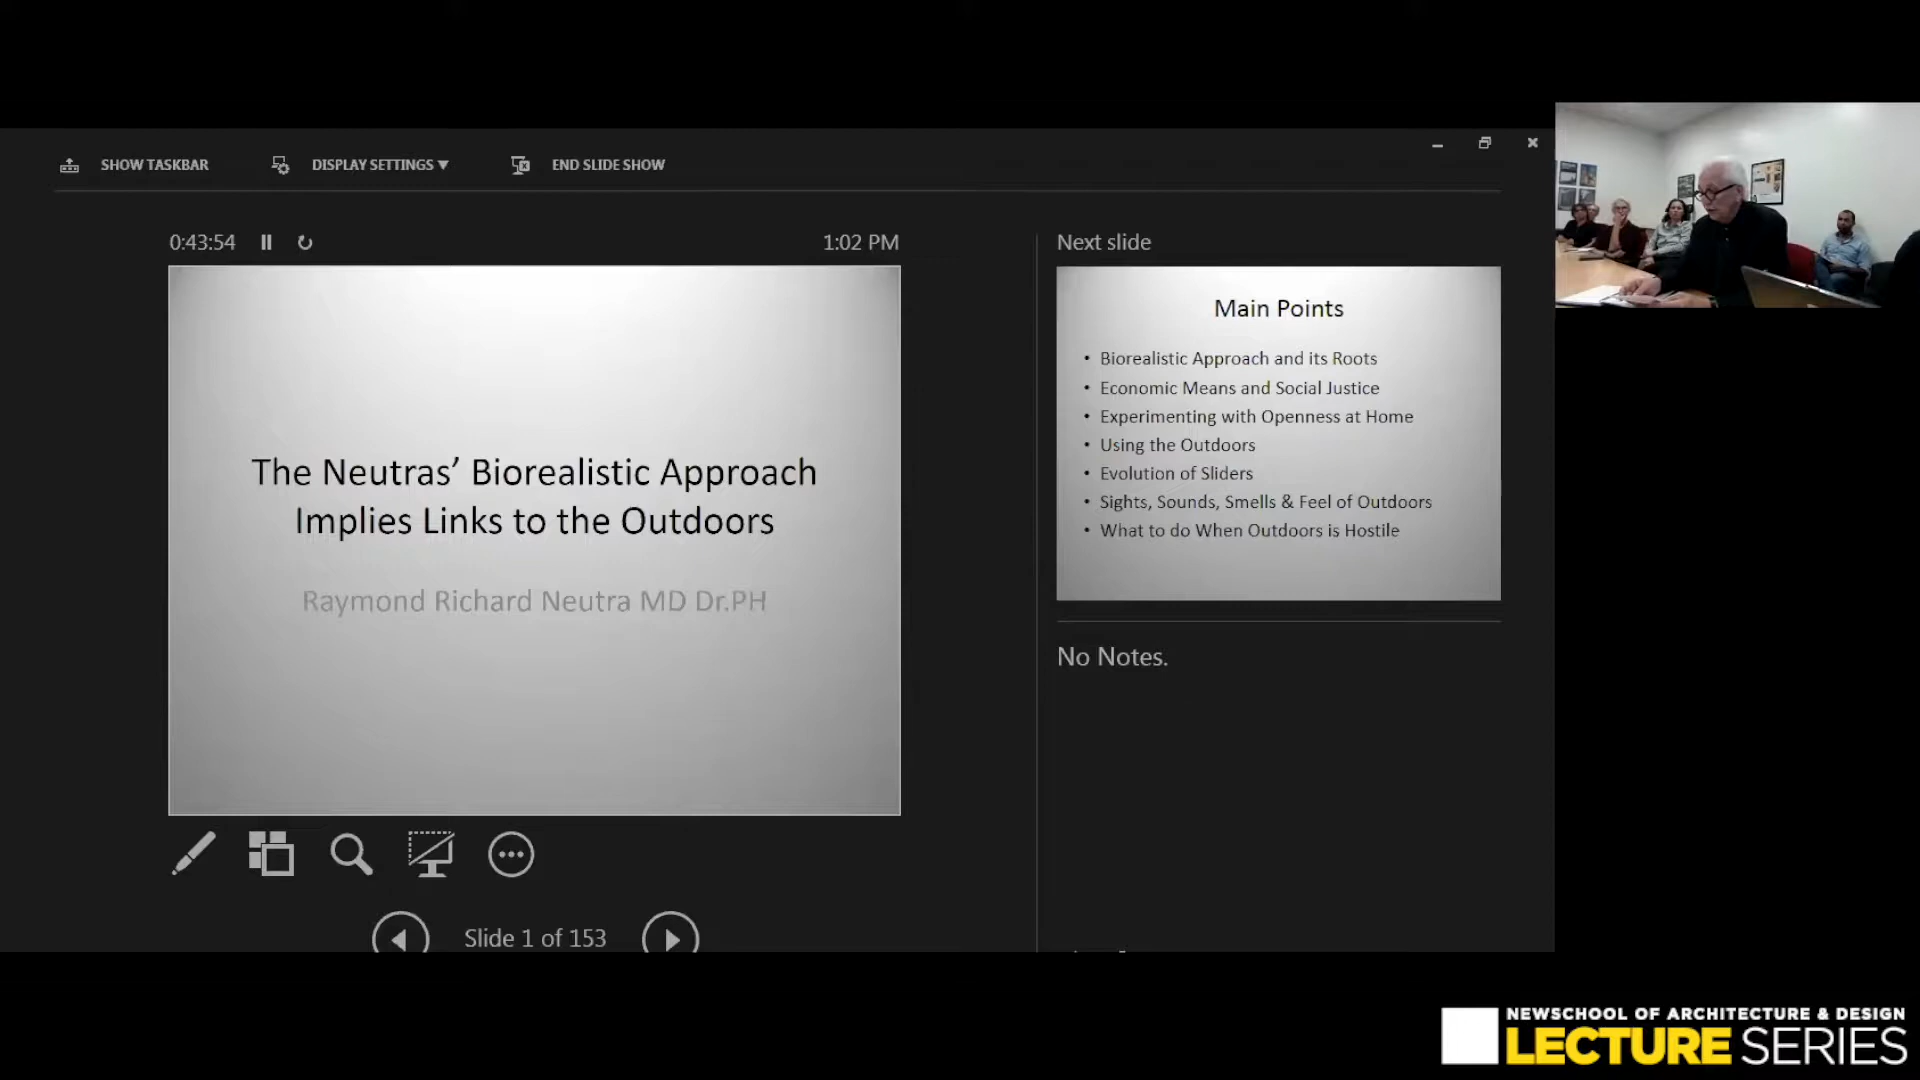 SHOW TASKBAR
DISPLAY SETTINGS
END SLIDE SHOW
0:43:54
1:02 PM
The Neutras’ Biorealistic Approach
Implies Links to the Outdoors
Raymond Richard Neutra MD Dr.PH
Slide 1 of 153
Next slide
Main Points
• Biorealistic Approach and its Roots
• Economic Means and Social Justice
• Experimenting with Openness at Home
• Using the Outdoors
• Evolution of Sliders
• Sights, Sounds, Smells & Feel of Outdoors
• What to do When Outdoors is Hostile
No Notes.
NEWSCHOOL OF ARCHITECTURE & DESIGN
LECTURE SERIES